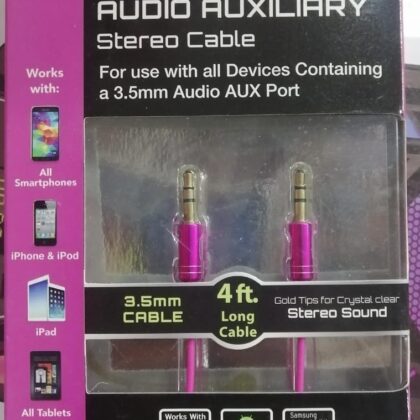 AUDIO AUXILIARY
Stereo Cable
For use with all Devices Containing
a 3.5mm Audio AUX Port
Works
with:
All
Smartphones
iPhone & iPod
iPad
All Tablets
3.5mm
CABLE
4 ft.
Long
Cable
Gold Tips for Crystal clear
Stereo Sound
Works With
Samsung